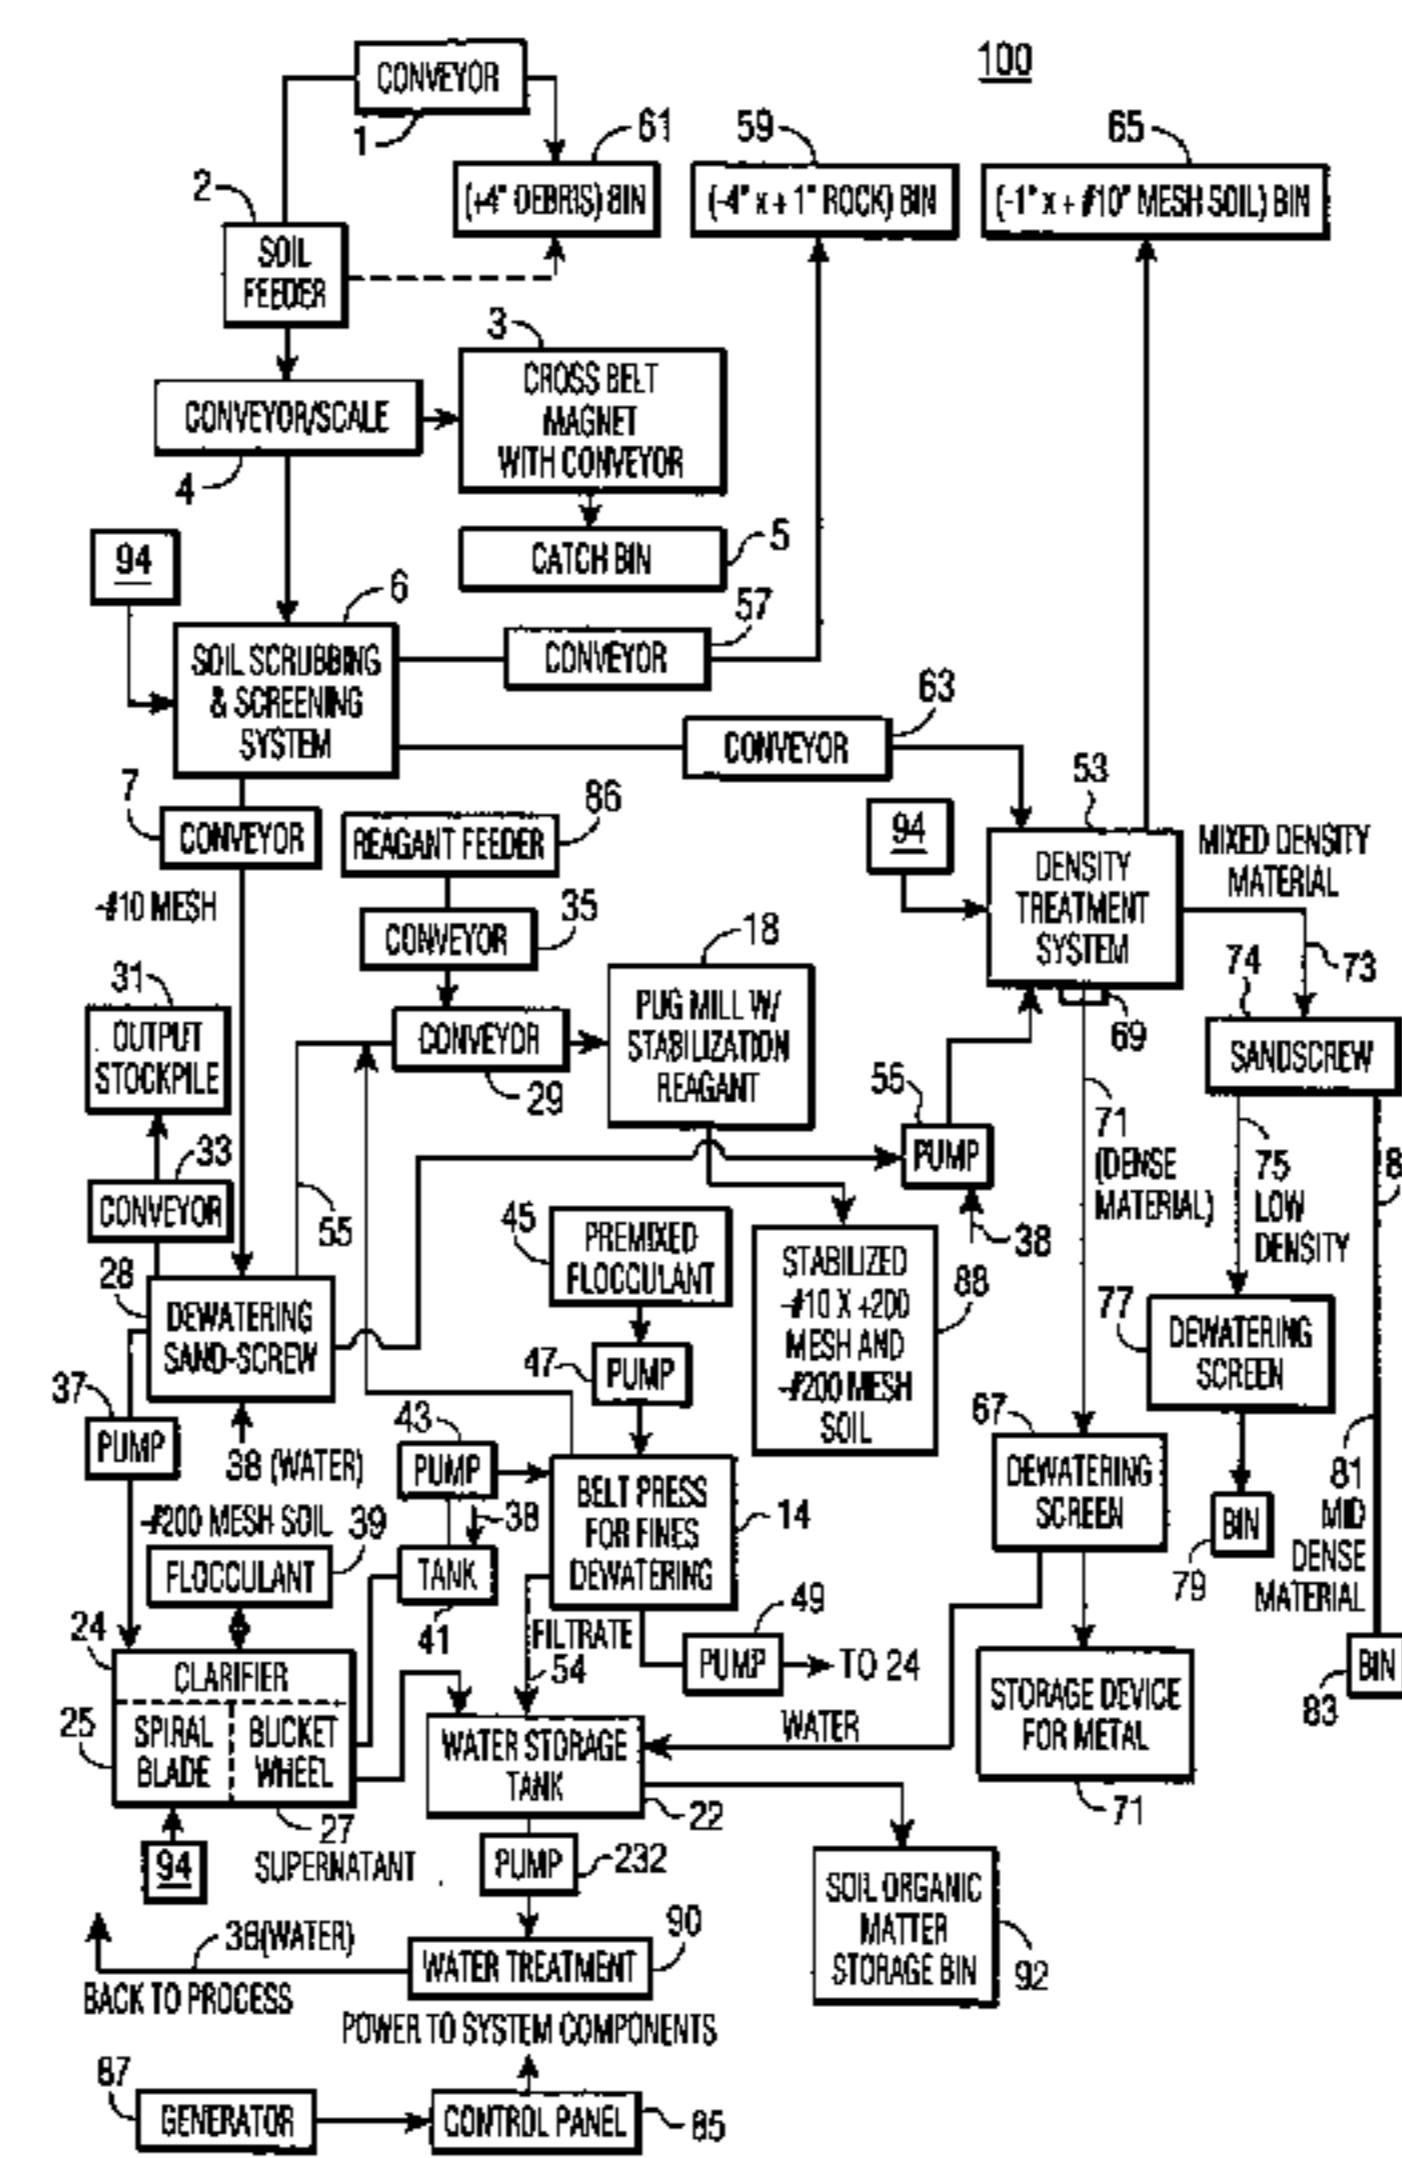 100
CONVEYOR
1
61
59
65
(+4" DEBRIS) BIN
(-4" x + 1" ROCK) BIN
(-1" x + #10" MESH SOIL) BIN
2
SOIL
FEEDER
3
CROSS BELT
MAGNET
WITH CONVEYOR
CONVEYOR/SCALE
4
CATCH BIN
5
94
6
SOIL SCRUBBING
& SCREENING
SYSTEM
57
CONVEYOR
63
CONVEYOR
7
CONVEYOR
-#10 MESH
86
REAGANT FEEDER
35
CONVEYOR
94
53
DENSITY
TREATMENT
SYSTEM
MIXED DENSITY
MATERIAL
73
69
74
SANDSCREW
18
PUG MILL W/
STABILIZATION
REAGANT
31
OUTPUT
STOCKPILE
CONVEYOR
29
33
CONVEYOR
55
56
PUMP
38
71
(DENSE
MATERIAL)
75
LOW
DENSITY
8
28
DEWATERING
SAND-SCREW
45
PREMIXED
FLOCCULANT
47
PUMP
STABILIZED
-#10 X +200
MESH AND
-#200 MESH
SOIL
88
77
DEWATERING
SCREEN
37
PUMP
38 (WATER)
-#200 MESH SOIL
39
FLOCCULANT
43
PUMP
38
TANK
41
BELT PRESS
FOR FINES
DEWATERING
14
67
DEWATERING
SCREEN
BIN
79
81
MID
DENSE
MATERIAL
BIN
83
24
CLARIFIER
25
SPIRAL
BLADE
BUCKET
WHEEL
27
94
SUPERNATANT
FILTRATE
54
49
PUMP
TO 24
WATER
WATER STORAGE
TANK
22
STORAGE DEVICE
FOR METAL
71
PUMP
232
SOIL ORGANIC
MATTER
STORAGE BIN
92
90
WATER TREATMENT
38(WATER)
BACK TO PROCESS
POWER TO SYSTEM COMPONENTS
87
GENERATOR
CONTROL PANEL
85